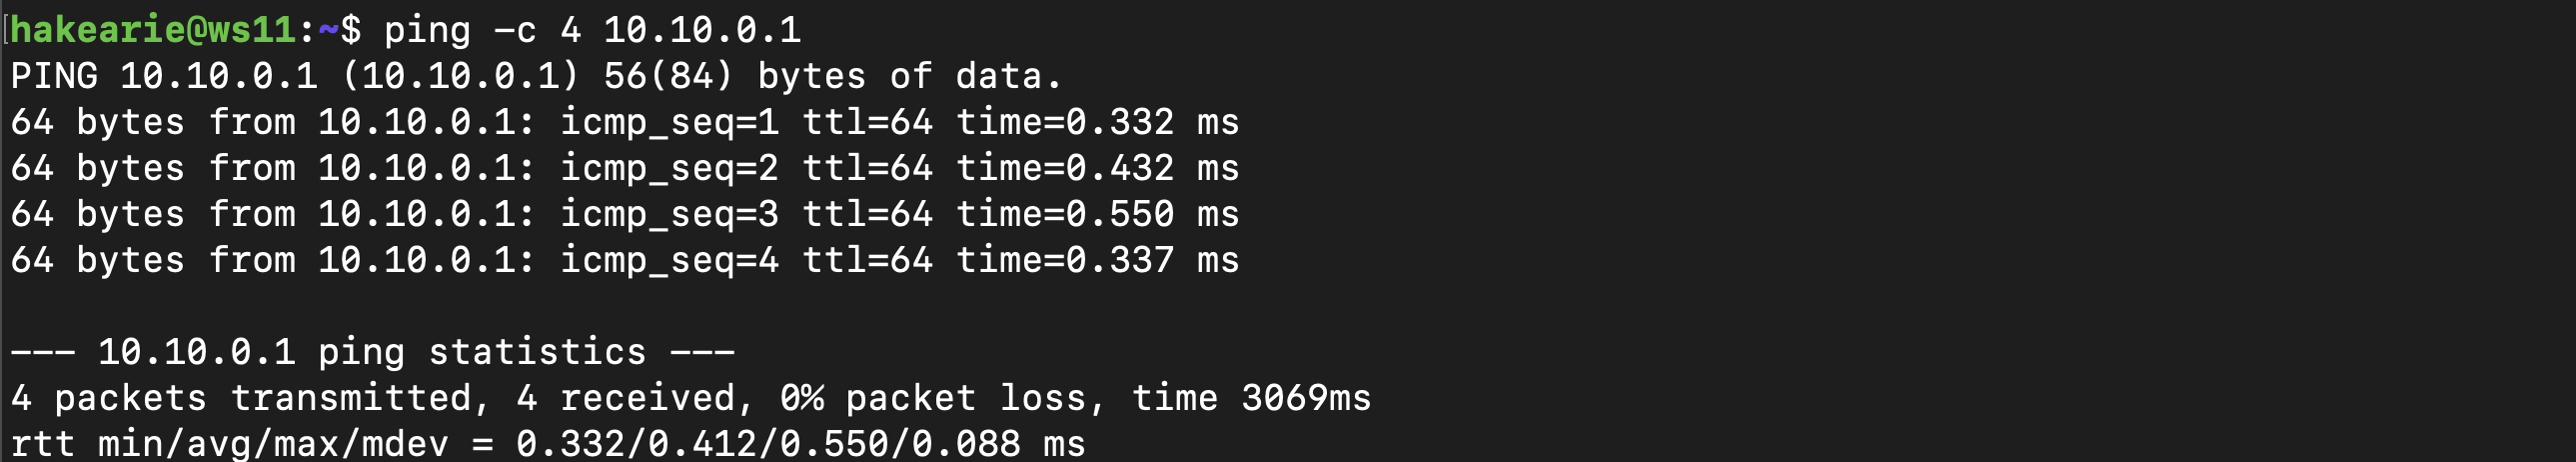 hakearie@ws11:~$ ping -c 4 10.10.0.1
PING 10.10.0.1 (10.10.0.1) 56(84) bytes of data.
64 bytes from 10.10.0.1: icmp_seq=1 ttl=64 time=0.332 ms
64 bytes from 10.10.0.1: icmp_seq=2 ttl=64 time=0.432 ms
64 bytes from 10.10.0.1: icmp_seq=3 ttl=64 time=0.550 ms
64 bytes from 10.10.0.1: icmp_seq=4 ttl=64 time=0.337 ms
--- 10.10.0.1 ping statistics ---
4 packets transmitted, 4 received, 0% packet loss, time 3069ms
rtt min/avg/max/mdev = 0.332/0.412/0.550/0.088 ms